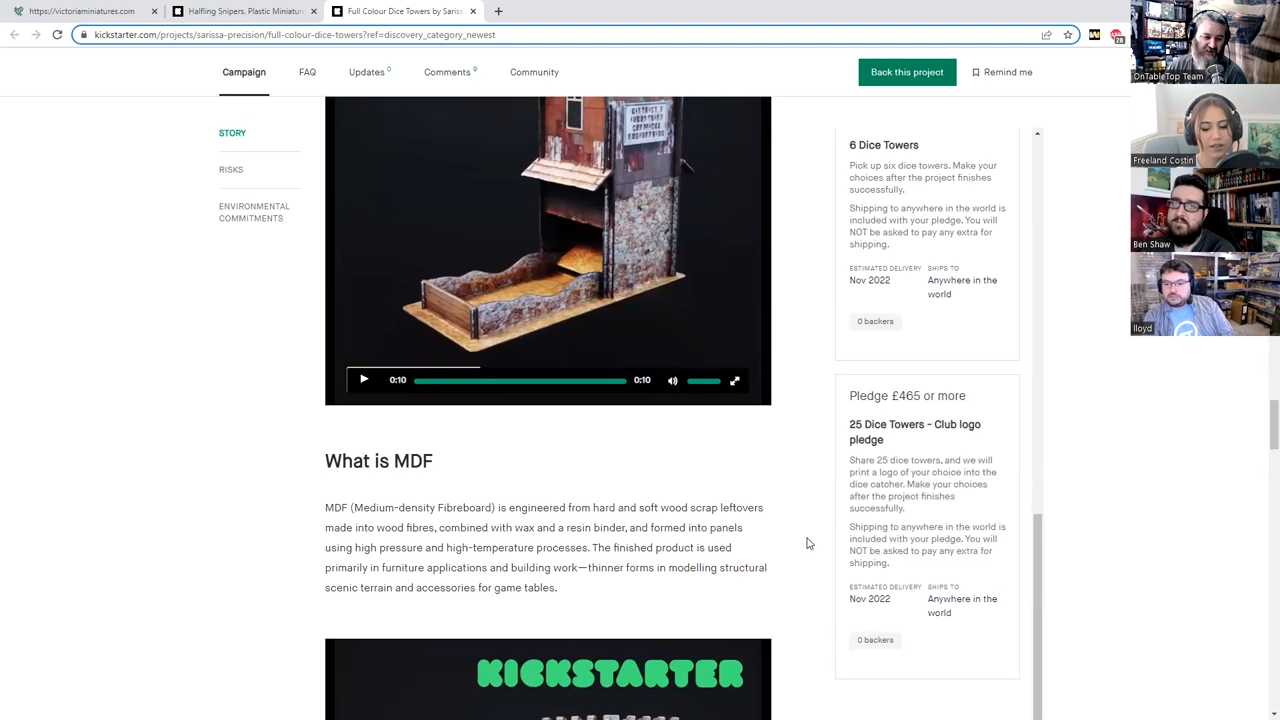 https://victoriaminiatures.com
Halfling Snipers. Plastic Miniatur
Full Colour Dice Towers by Sariss
kickstarter.com/projects/sarissa-precision/full-colour-dice-towers?ref=discovery_category_newest
28
Campaign
FAQ
Updates 0
Comments
Community
Back this project
Remind me
STORY
RISKS
ENVIRONMENTAL
COMMITMENTS
0:10
0:10
What is MDF
MDF (Medium-density Fibreboard) is engineered from hard and soft wood scrap leftovers
made into wood fibres, combined with wax and a resin binder, and formed into panels
using high pressure and high-temperature processes. The finished product is used
primarily in furniture applications and building work—thinner forms in modelling structural
scenic terrain and accessories for game tables.
KICKSTARTER
6 Dice Towers
Pick up six dice towers. Make your
choices after the project finishes
successfully.
Shipping to anywhere in the world is
included with your pledge. You will
NOT be asked to pay any extra for
shipping.
ESTIMATED DELIVERY
Nov 2022
SHIPS TO
Anywhere in the
world
0 backers
Pledge £465 or more
25 Dice Towers - Club logo
pledge
Share 25 dice towers, and we will
print a logo of your choice into the
dice catcher. Make your choices
after the project finishes
successfully.
Shipping to anywhere in the world is
included with your pledge. You will
NOT be asked to pay any extra for
shipping.
ESTIMATED DELIVERY
Nov 2022
SHIPS TO
Anywhere in the
world
0 backers
OnTableTop Team
Freeland Costin
Ben Shaw
lloyd